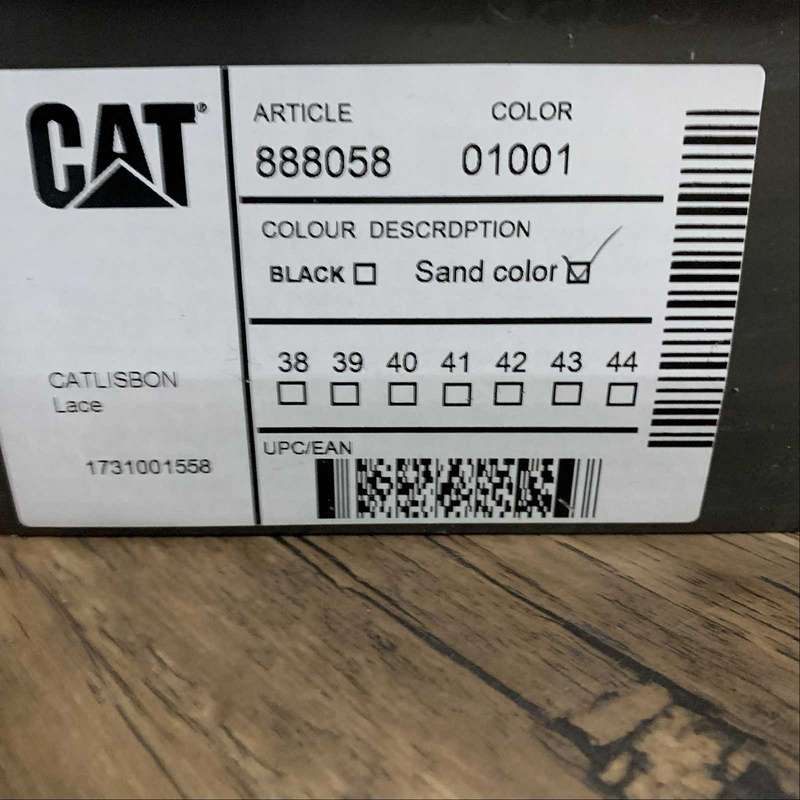 CAT®
ARTICLE COLOR
888058 01001
COLOUR DESCRDPTION
BLACK Sand color
38 39 40 41 42 43 44
CATLISBON
Lace
1731001558
UPC/EAN